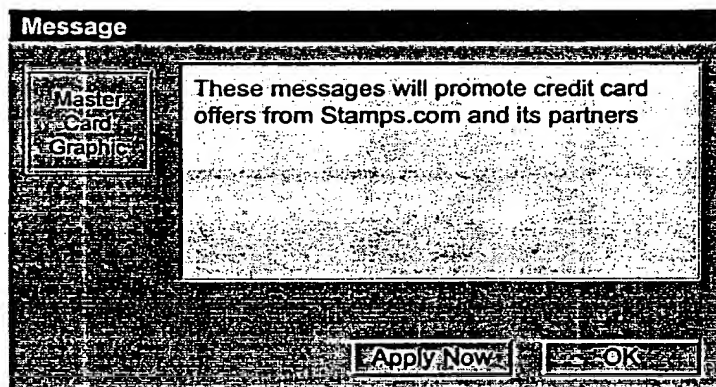 Message
Master
Card
Graphic
These messages will promote credit card
offers from Stamps.com and its partners
Apply Now
OK